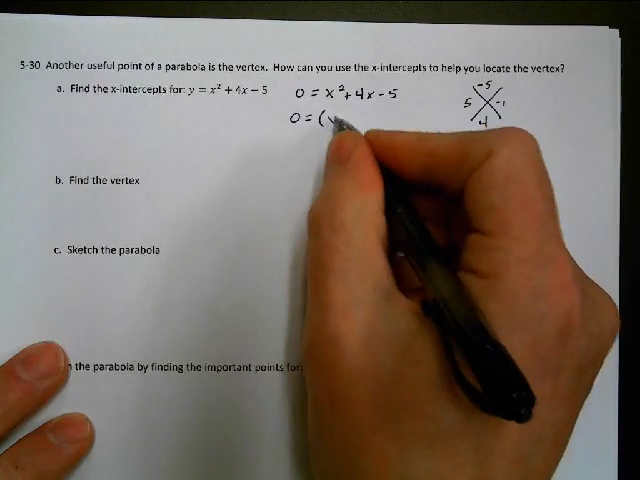 5-30 Another useful point of a parabola is the vertex. How can you use the x-intercepts to help you locate the vertex?
a. Find the x-intercepts for: y = x² + 4x − 5
0 = x² + 4x - 5
-5
5 -1
4
0 = (x
b. Find the vertex
c. Sketch the parabola
the parabola by finding the important points for: